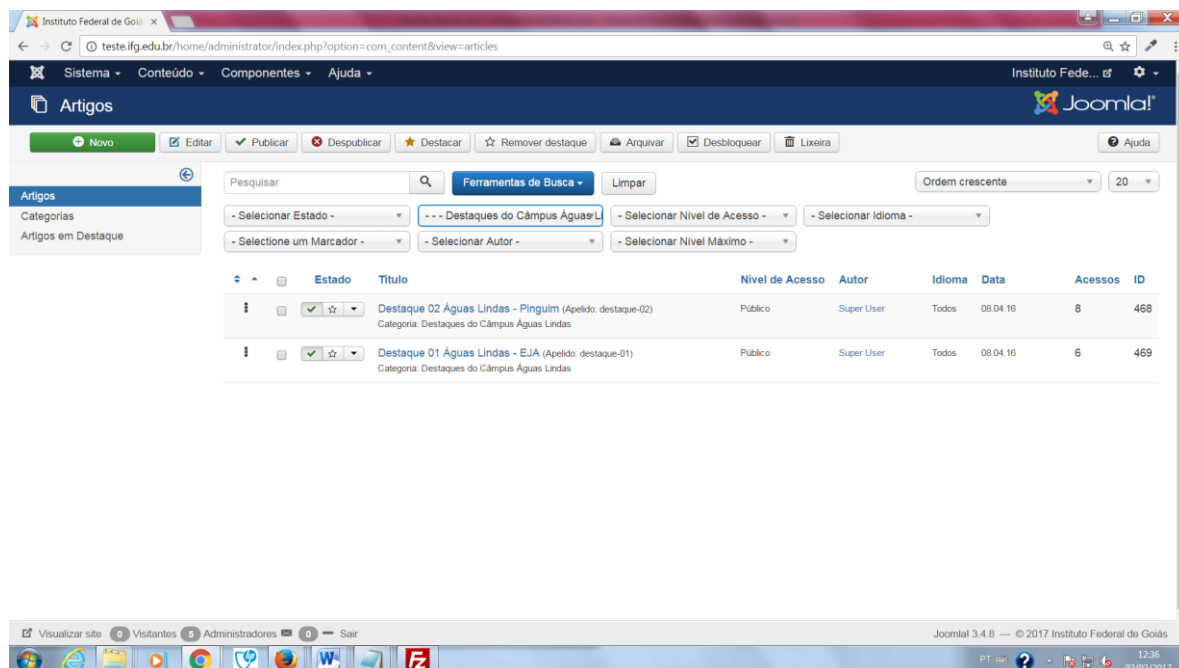 Instituto Federal de Goiá
teste.ifg.edu.br/home/administrator/index.php?option=com_content&view=articles
Sistema Conteúdo Componentes Ajuda Instituto Fede...
Artigos Joomla!
Novo Editar Publicar Despublicar Destacar Remover destaque Arquivar Desbloquear Lixeira Ajuda
Pesquisar Ferramentas de Busca Limpar Ordem crescente 20
Artigos
Categorias
Artigos em Destaque
- Selecionar Estado - - - - Destaques do Câmpus Águas Li - Selecionar Nível de Acesso - - Selecionar Idioma -
- Selectione um Marcador - - Selecionar Autor - - Selecionar Nível Máximo -
Estado Título Nível de Acesso Autor Idioma Data Acessos ID
Destaque 02 Águas Lindas - Pinguim (Apelido: destaque-02) Público Super User Todos 08.04.16 8 468
Categoria: Destaques do Câmpus Águas Lindas
Destaque 01 Águas Lindas - EJA (Apelido: destaque-01) Público Super User Todos 08.04.16 6 469
Categoria: Destaques do Câmpus Águas Lindas
Visualizar site 0 Visitantes 5 Administradores 0 Sair Joomla! 3.4.8 — © 2017 Instituto Federal de Goiás
PT 12:36
02/02/2017